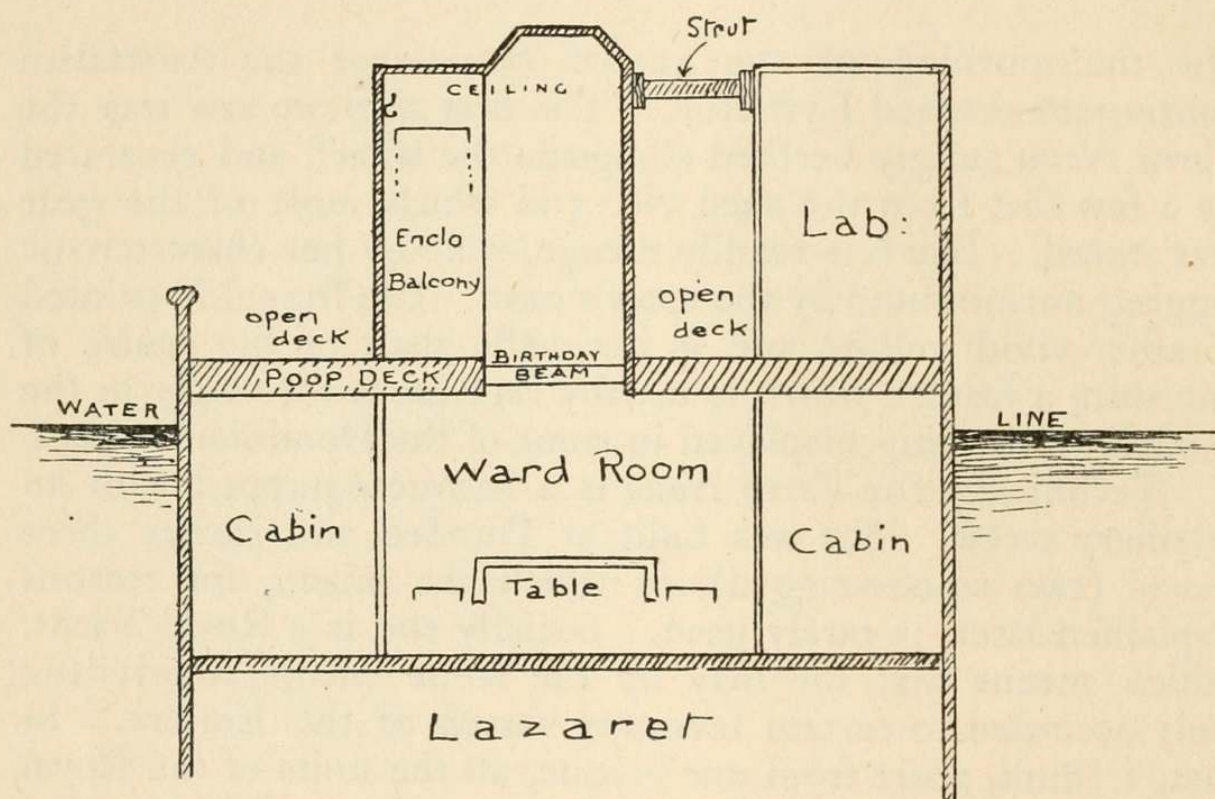 Strut
CEILING.
Enclo
Balcony
Lab:
open
deck
open
deck
BIRTHDAY
BEAM
POOP DECK
WATER
LINE
Ward Room
Cabin
Cabin
Table
Lazaret